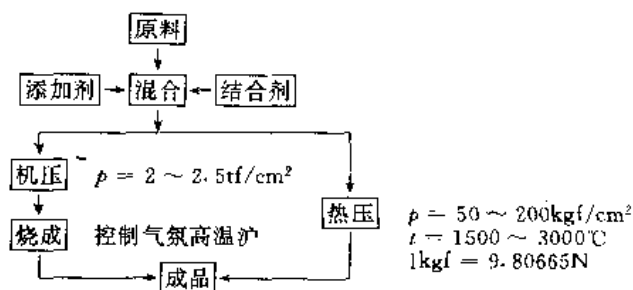 原料
添加剂 混合 结合剂
机压 p = 2 ～ 2.5tf/cm²
热压 p = 50 ～ 200kgf/cm²
烧成 控制气氛高温沪 t = 1500 ～ 3000℃
1kgf = 9.80665N
成品